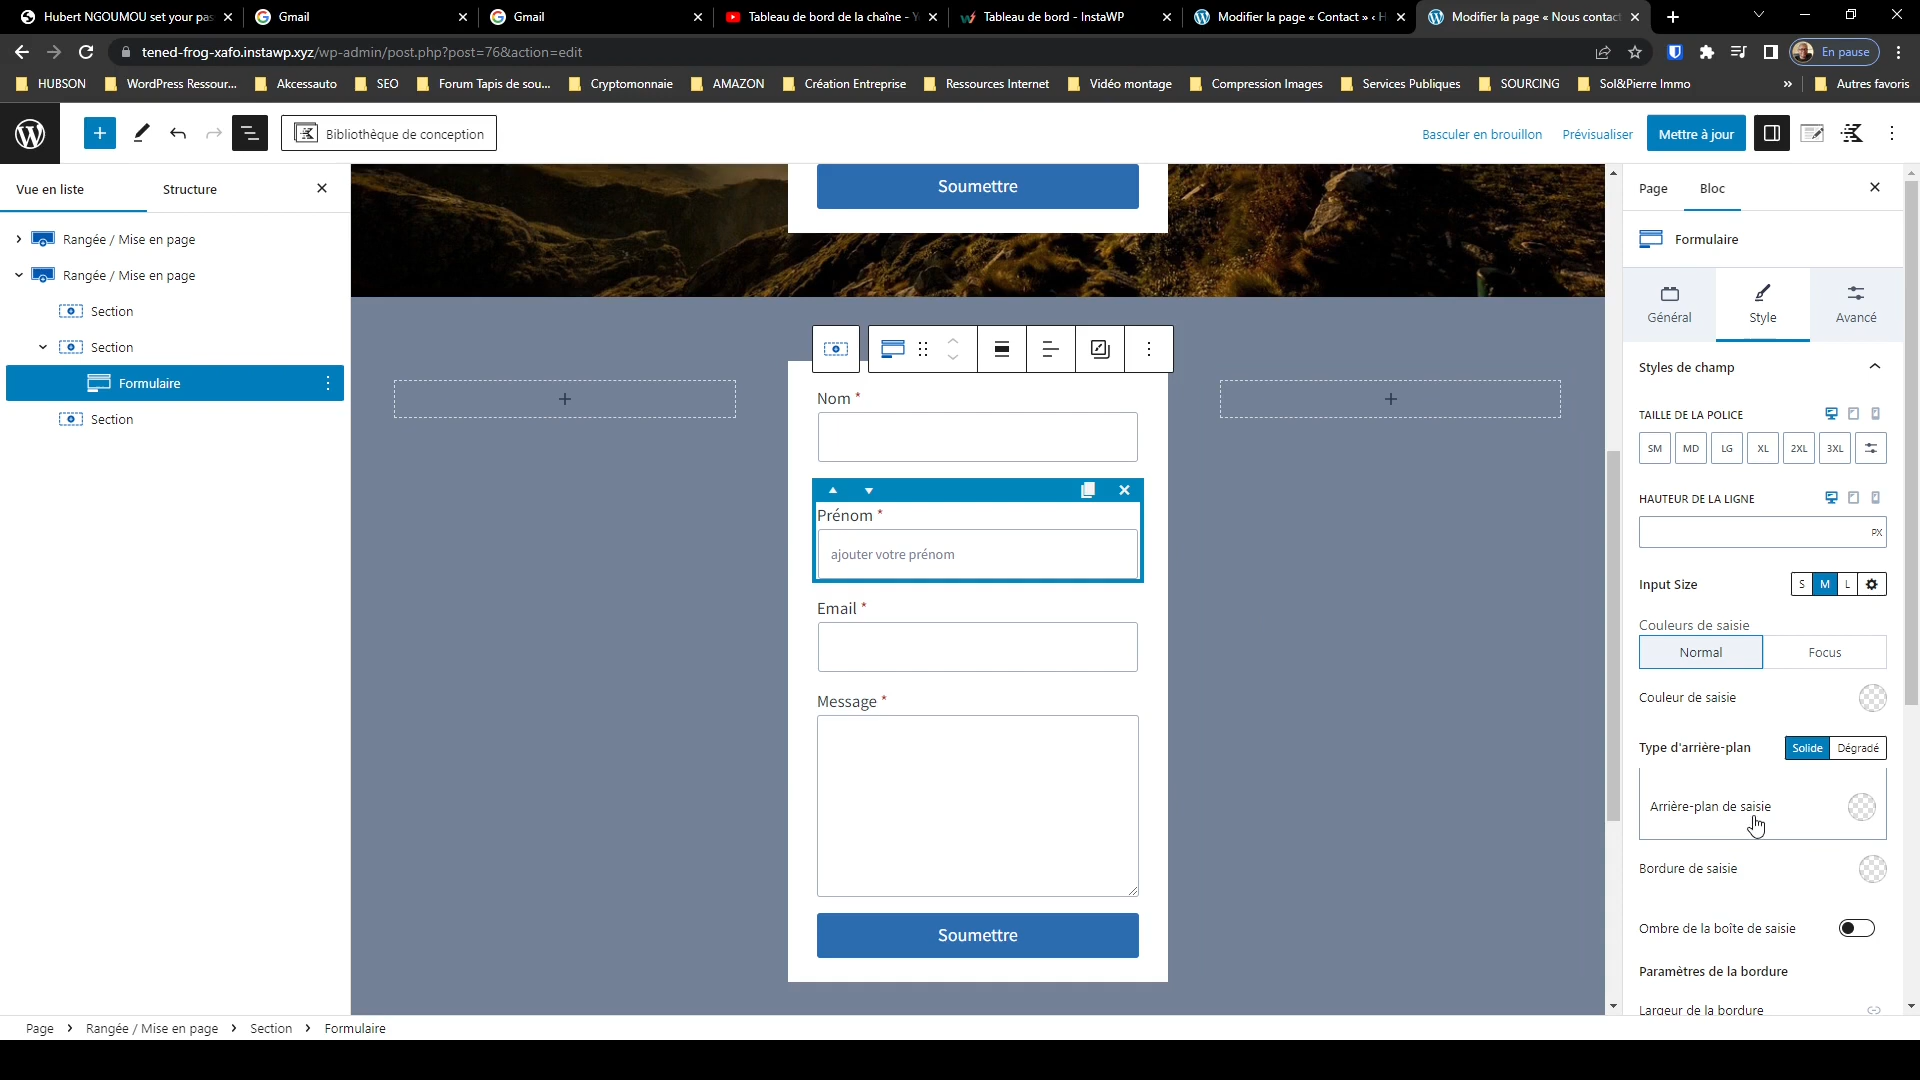 Hubert NGOUMOU set your pas
Gmail
Gmail
Tableau de bord de la chaîne - Y
Tableau de bord - InstaWP
Modifier la page « Contact » ‹ H
Modifier la page « Nous contact
tened-frog-xafo.instawp.xyz/wp-admin/post.php?post=76&action=edit
En pause
HUBSON
WordPress Ressour...
Akcessauto
SEO
Forum Tapis de sou...
Cryptomonnaie
AMAZON
Création Entreprise
Ressources Internet
Vidéo montage
Compression Images
Services Publiques
SOURCING
Sol&Pierre Immo
»
Autres favoris
Bibliothèque de conception
Basculer en brouillon
Prévisualiser
Mettre à jour
Vue en liste
Structure
Rangée / Mise en page
Rangée / Mise en page
Section
Section
Formulaire
Section
Soumettre
Nom *
Prénom *
ajouter votre prénom
Email *
Message *
Soumettre
Page
Bloc
Formulaire
Général
Style
Avancé
Styles de champ
TAILLE DE LA POLICE
SM MD LG XL 2XL 3XL
HAUTEUR DE LA LIGNE
PX
Input Size
S M L
Couleurs de saisie
Normal
Focus
Couleur de saisie
Type d'arrière-plan
Solide
Dégradé
Arrière-plan de saisie
Bordure de saisie
Ombre de la boîte de saisie
Paramètres de la bordure
Largeur de la bordure
Page > Rangée / Mise en page > Section > Formulaire